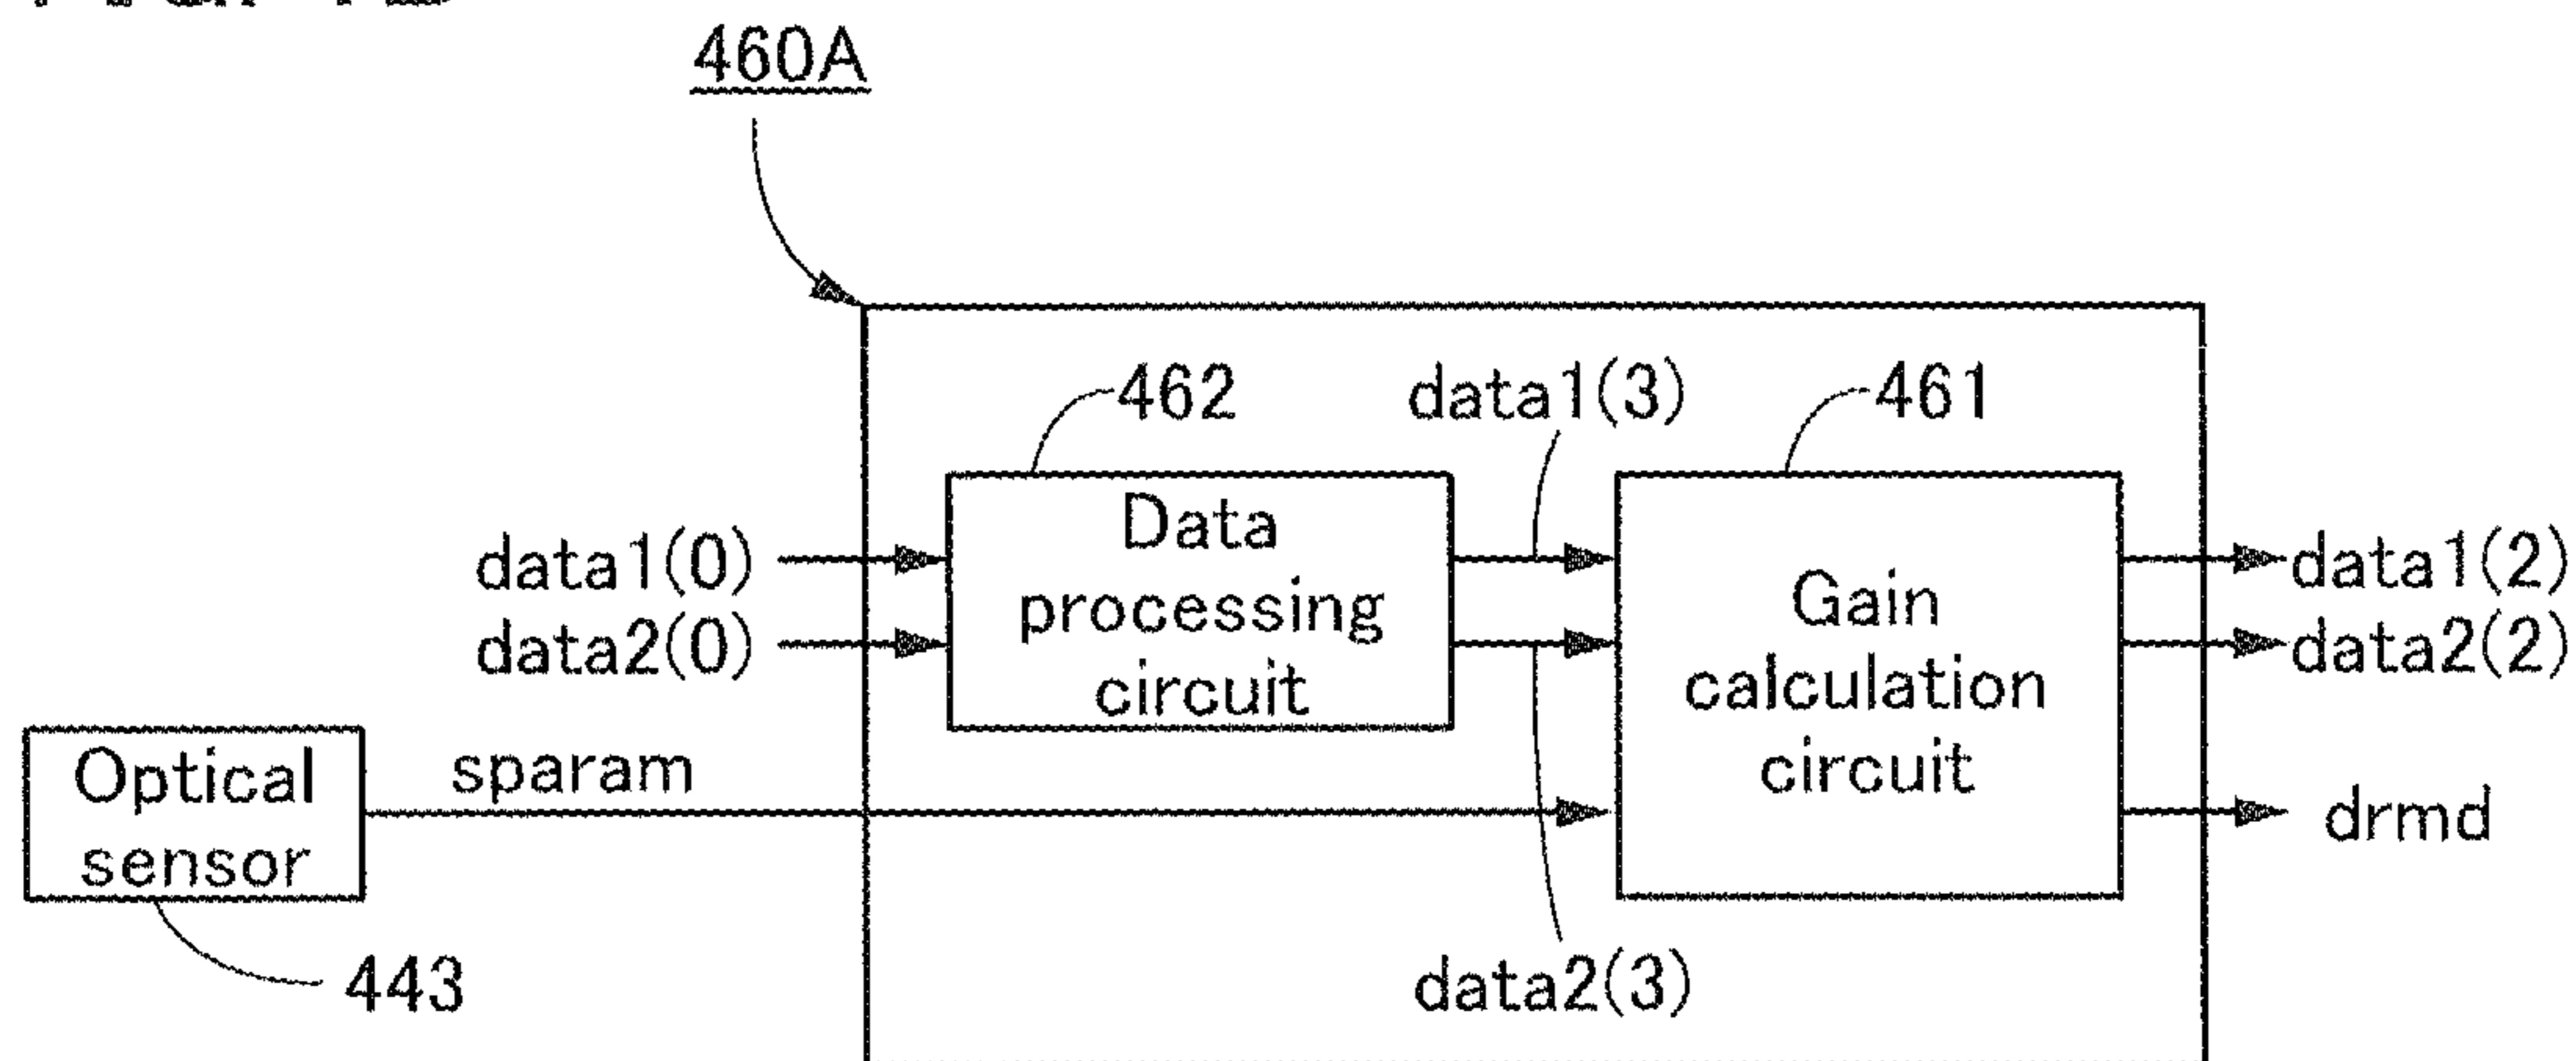 460A
462
data1(3)
461
data1(0)
data2(0)
Data
processing
circuit
Gain
calculation
circuit
data1(2)
data2(2)
drmd
Optical
sensor
sparam
443
data2(3)